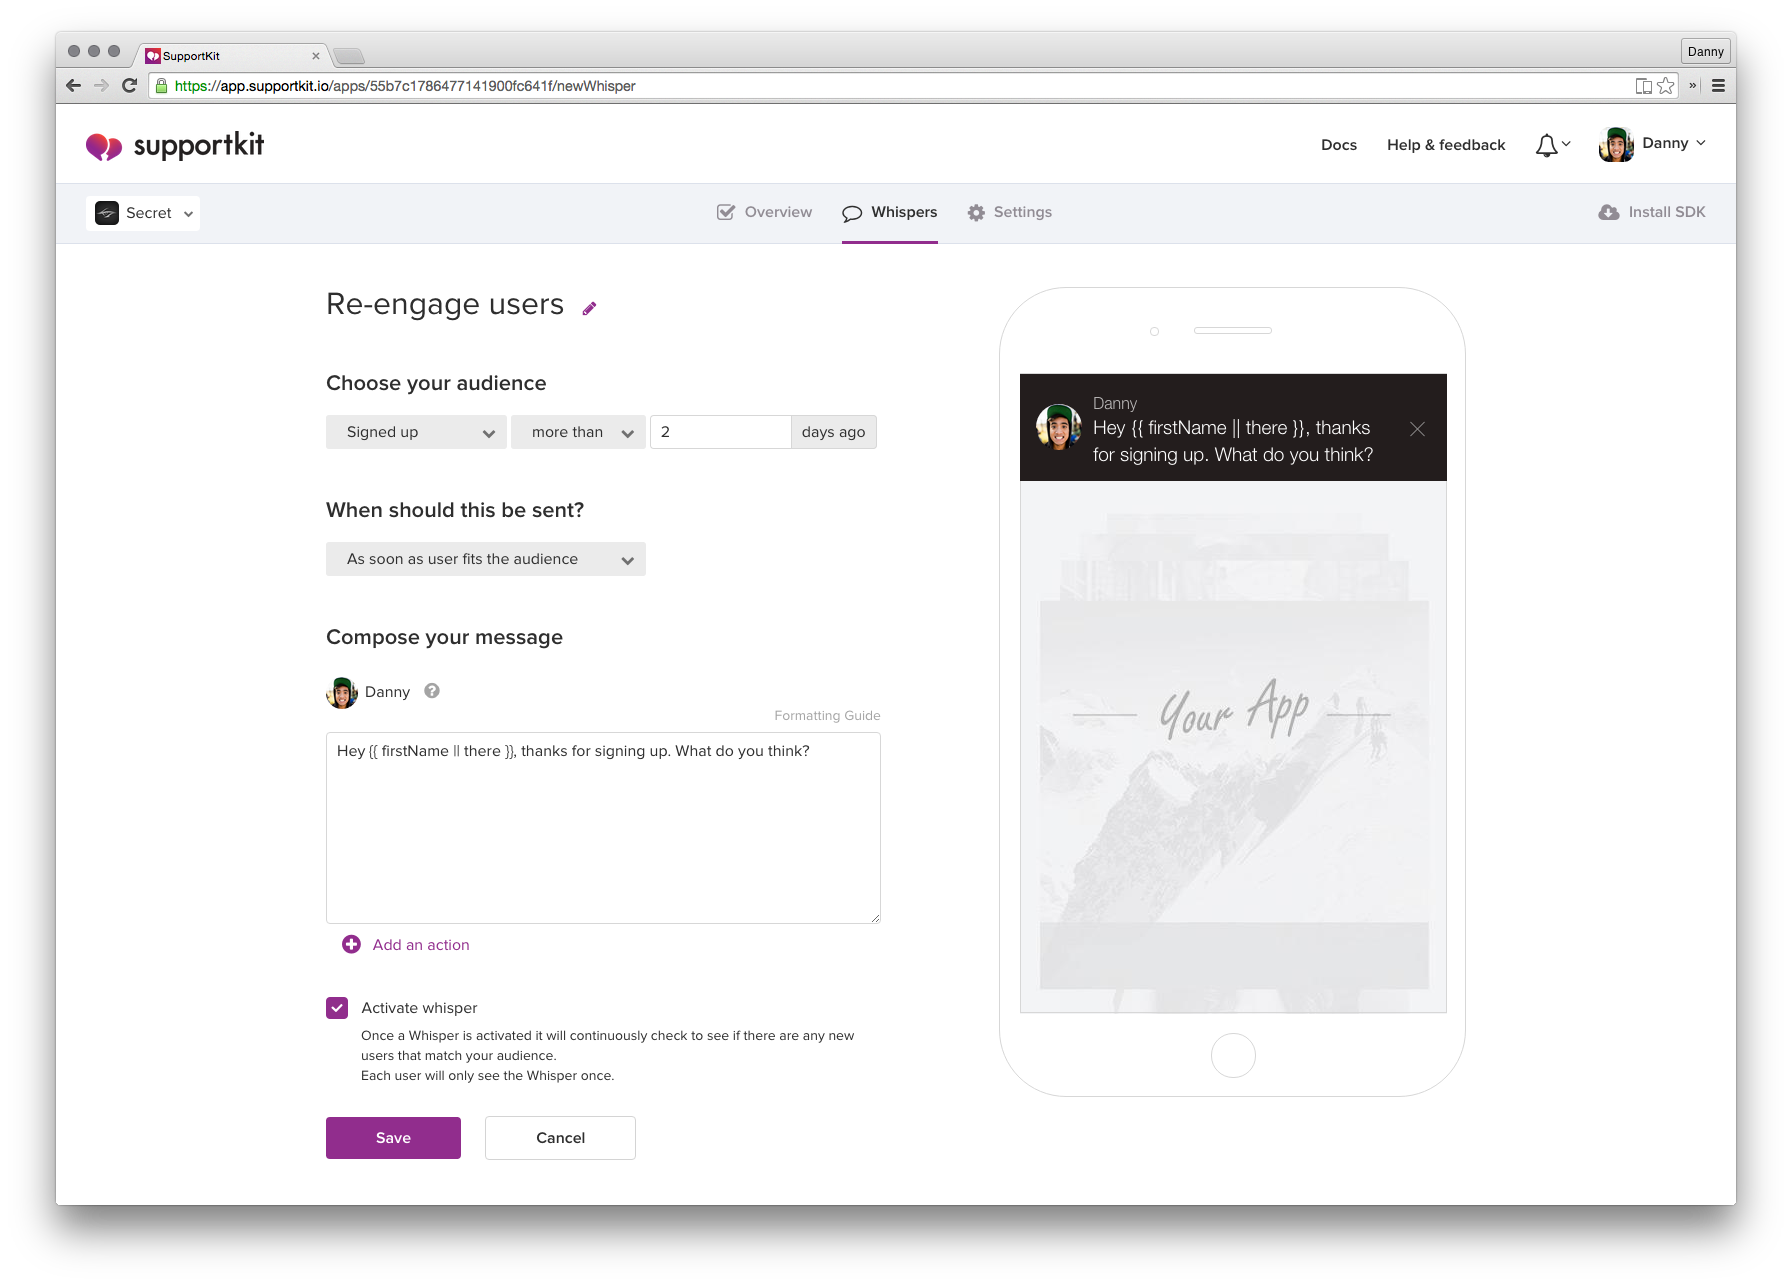 SupportKit
Danny
https://app.supportkit.io/apps/55b7c1786477141900fc641f/newWhisper
supportkit
Docs
Help & feedback
Danny
Secret
Overview
Whispers
Settings
Install SDK
Re-engage users
Choose your audience
Signed up
more than
2
days ago
When should this be sent?
As soon as user fits the audience
Compose your message
Danny
Formatting Guide
Hey {{ firstName || there }}, thanks for signing up. What do you think?
Add an action
Activate whisper
Once a Whisper is activated it will continuously check to see if there are any new
users that match your audience.
Each user will only see the Whisper once.
Save
Cancel
Danny
Hey {{ firstName || there }}, thanks
for signing up. What do you think?
Your App